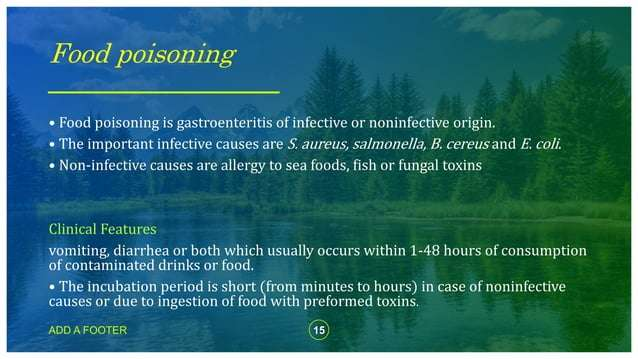 Food poisoning
• Food poisoning is gastroenteritis of infective or noninfective origin.
• The important infective causes are S. aureus, salmonella, B. cereus and E. coli.
• Non-infective causes are allergy to sea foods, fish or fungal toxins
Clinical Features
vomiting, diarrhea or both which usually occurs within 1-48 hours of consumption
of contaminated drinks or food.
• The incubation period is short (from minutes to hours) in case of noninfective
causes or due to ingestion of food with preformed toxins.
ADD A FOOTER
15